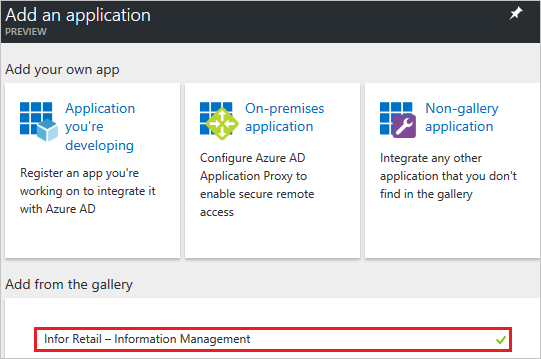 Add an application
PREVIEW
Add your own app
Application
you're
developing
Register an app you're
working on to integrate it
with Azure AD
On-premises
application
Configure Azure AD
Application Proxy to
enable secure remote
access
Non-gallery
application
Integrate any other
application that you don't
find in the gallery
Add from the gallery
Infor Retail – Information Management